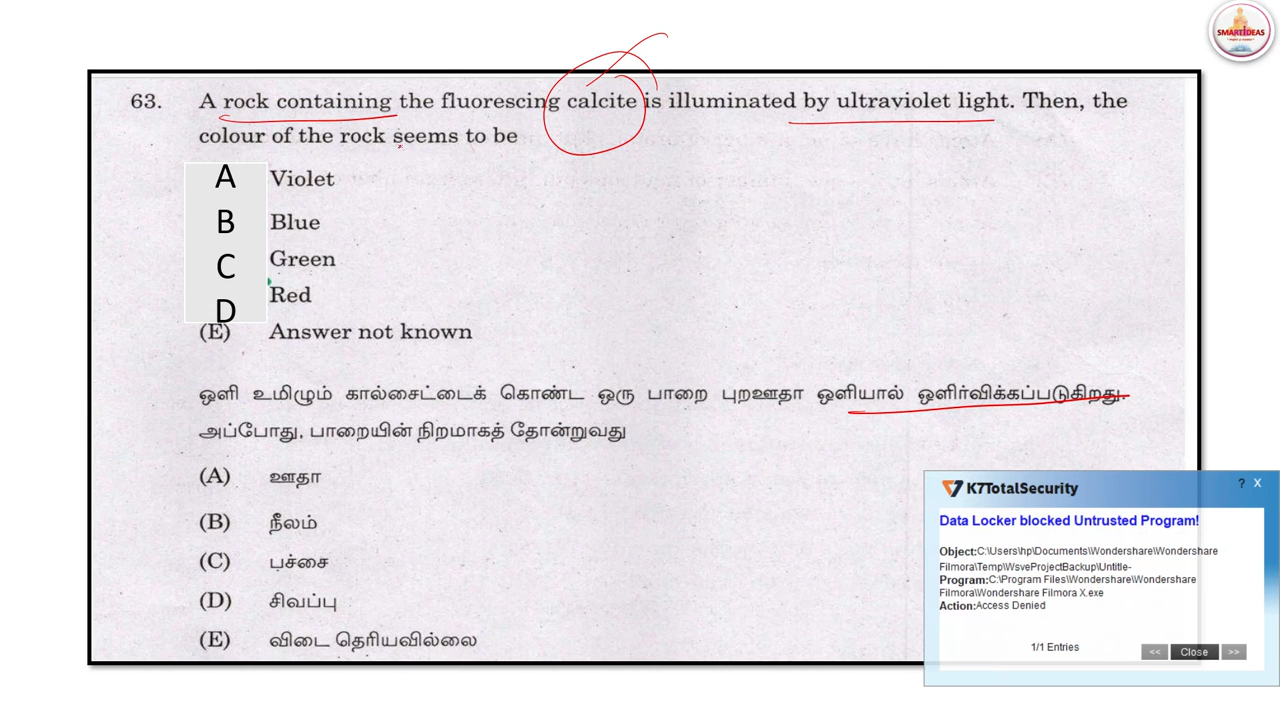 SMARTIDEAS
63. A rock containing the fluorescing calcite is illuminated by ultraviolet light. Then, the
colour of the rock seems to be
A Violet
B Blue
C Green
D Red
(E) Answer not known
ஒளி உமிழும் கால்சைட்டைக் கொண்ட ஒரு பாறை புறஊதா ஒளியால் ஒளிர்விக்கப்படுகிறது.
அப்போது, பாறையின் நிறமாகத் தோன்றுவது
(A) ஊதா
(B) நீலம்
(C) பச்சை
(D) சிவப்பு
(E) விடை தெரியவில்லை
K7TotalSecurity ? X
Data Locker blocked Untrusted Program!
Object:C:\Users\hp\Documents\Wondershare\Wondershare
Filmora\Temp\WsveProjectBackup\Untitle-
Program:C:\Program Files\Wondershare\Wondershare
Filmora\Wondershare Filmora X.exe
Action:Access Denied
1/1 Entries << Close >>